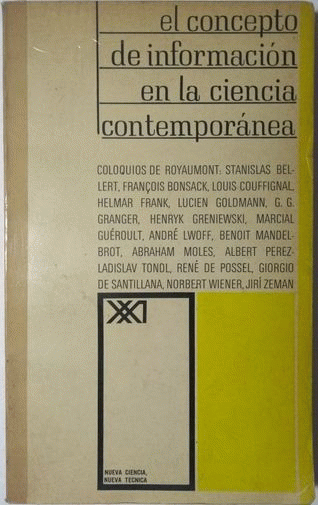 el concepto
de información
en la ciencia
contemporánea
COLOQUIOS DE ROYAUMONT: STANISLAS BEL-
LERT, FRANÇOIS BONSACK, LOUIS COUFFIGNAL,
HELMAR FRANK, LUCIEN GOLDMANN, G. G.
GRANGER, HENRYK GRENIEWSKI, MARCIAL
GUÉROULT, ANDRÉ LWOFF, BENOIT MANDEL-
BROT, ABRAHAM MOLES, ALBERT PEREZ-
LADISLAV TONDL, RENÉ DE POSSEL, GIORGIO
DE SANTILLANA, NORBERT WIENER, JIRÍ ZEMAN
XXI
NUEVA CIENCIA,
NUEVA TECNICA